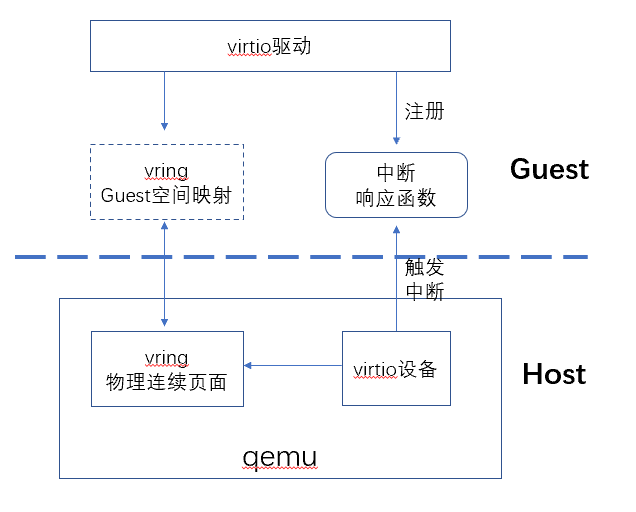 virtio驱动
注册
vring
Guest空间映射
中断
响应函数
Guest
触发
中断
vring
物理连续页面
virtio设备
Host
qemu